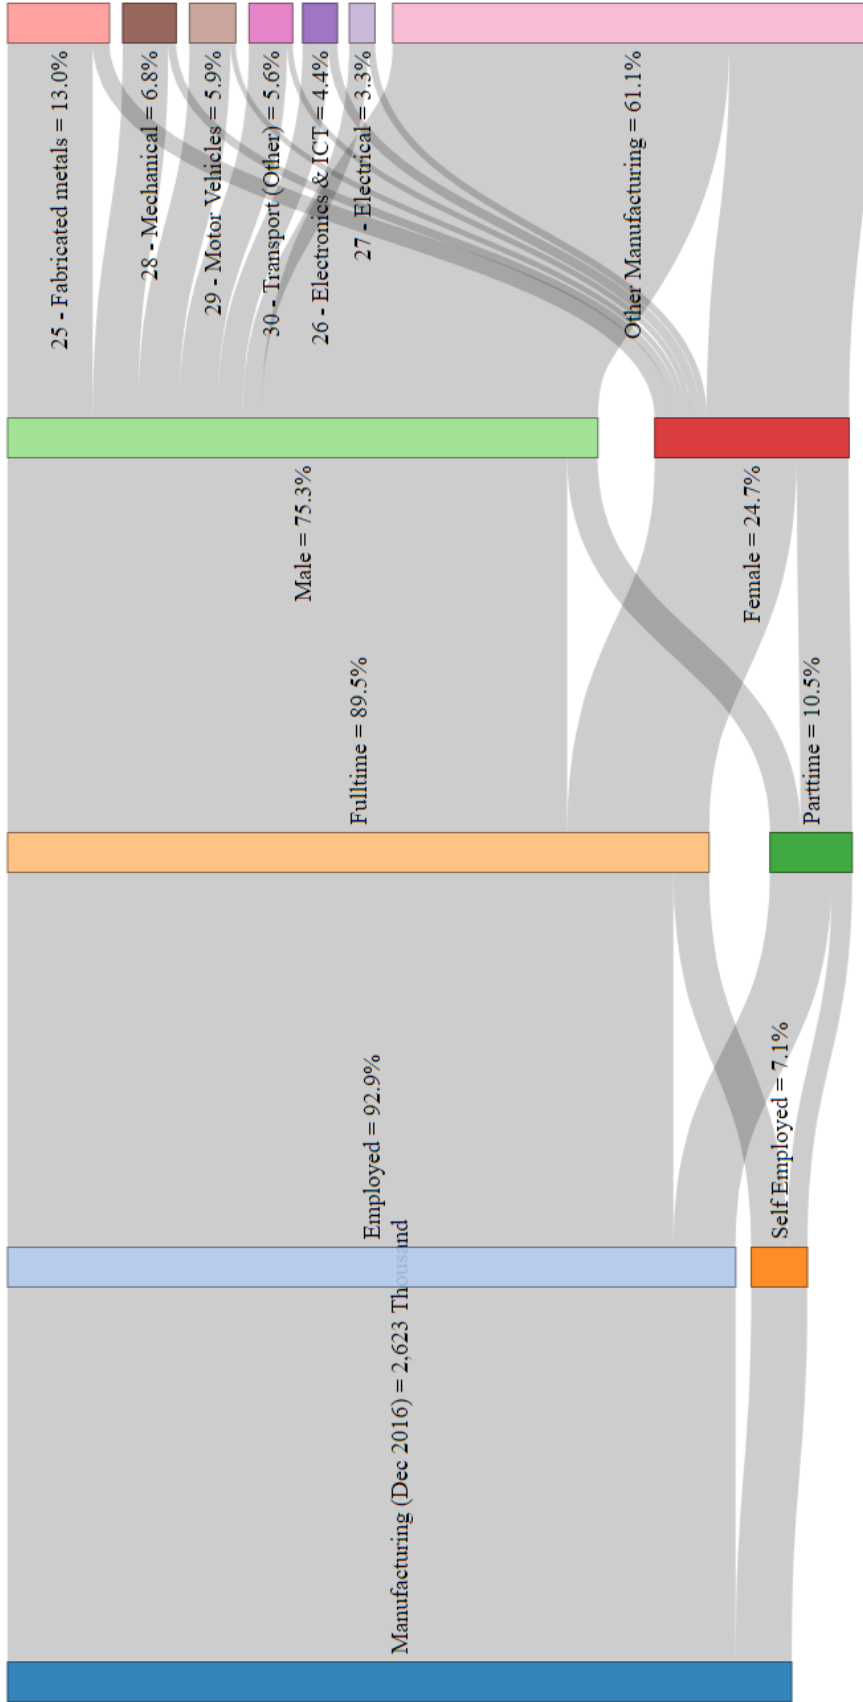 Manufacturing (Dec 2016) = 2,623 Thousand
Employed = 92.9%
Self Employed = 7.1%
Fulltime = 89.5%
Parttime = 10.5%
Male = 75.3%
Female = 24.7%
25 - Fabricated metals = 13.0%
28 - Mechanical = 6.8%
29 - Motor Vehicles = 5.9%
30 - Transport (Other) = 5.6%
26 - Electronics & ICT = 4.4%
27 - Electrical = 3.3%
Other Manufacturing = 61.1%